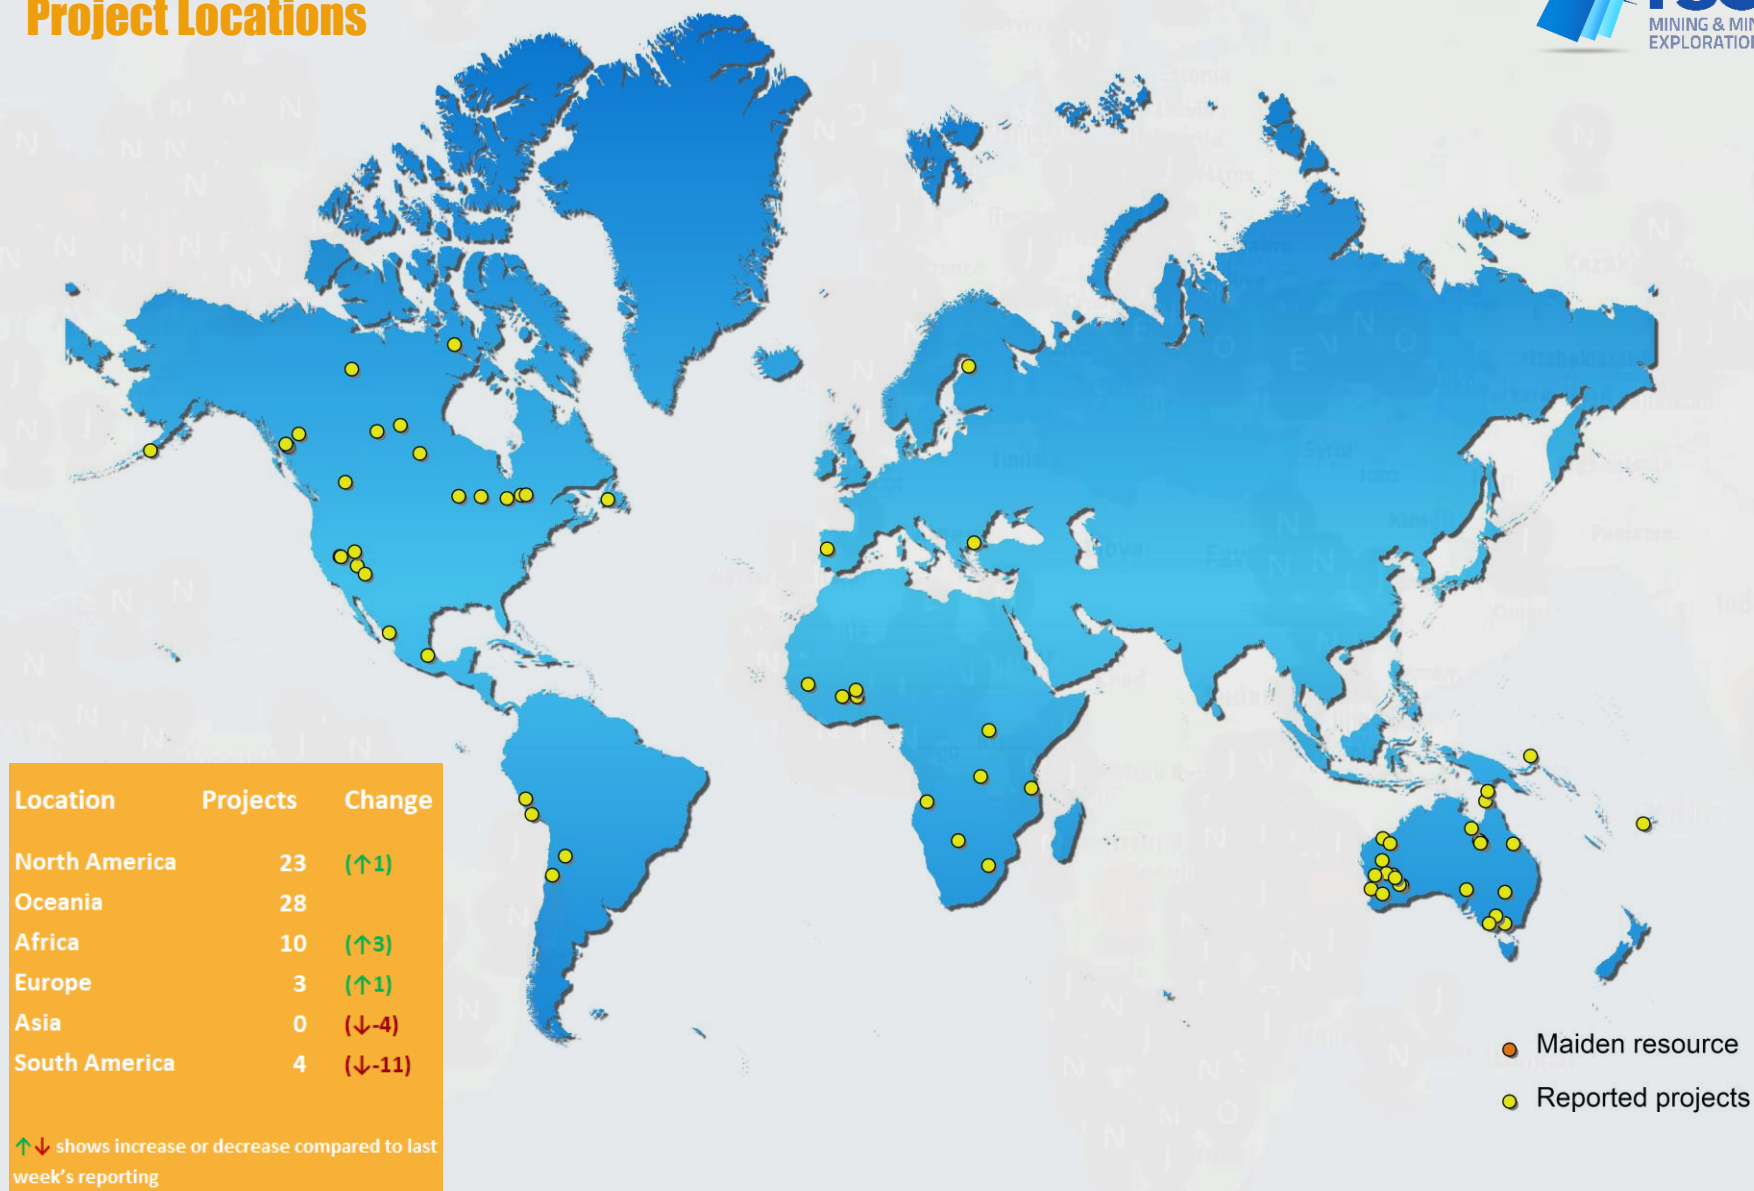 Project Locations
MINING & MIN
EXPLORATION
Location Projects Change
North America 23 (↑1)
Oceania 28
Africa 10 (↑3)
Europe 3 (↑1)
Asia 0 (↓-4)
South America 4 (↓-11)
↑↓ shows increase or decrease compared to last
week's reporting
Maiden resource
Reported projects